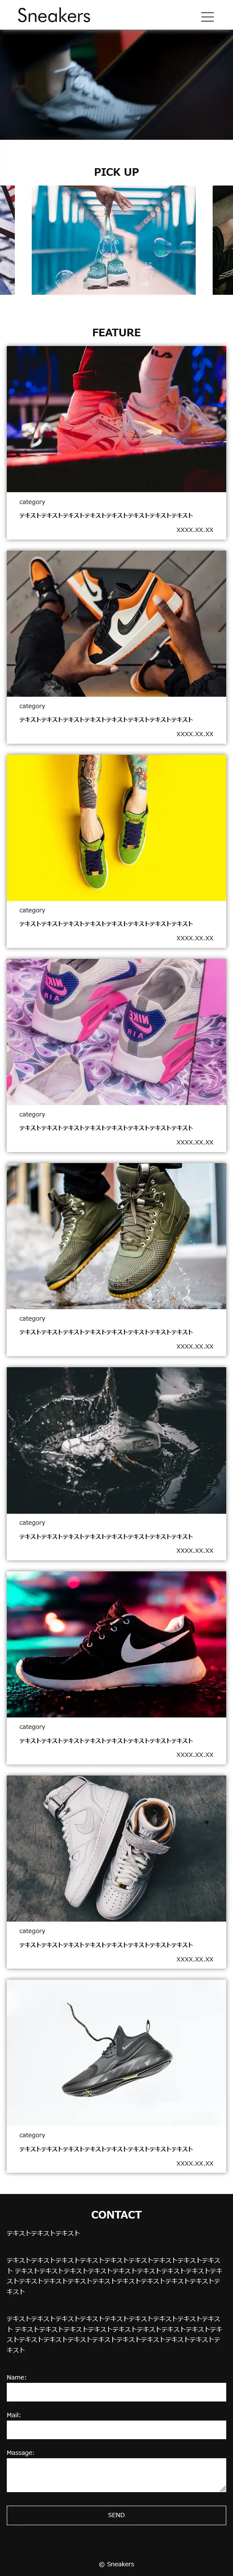 Sneakers
PICK UP
FEATURE
category
テキストテキストテキストテキストテキストテキストテキストテキスト
XXXX.XX.XX
category
テキストテキストテキストテキストテキストテキストテキストテキスト
XXXX.XX.XX
category
テキストテキストテキストテキストテキストテキストテキストテキスト
XXXX.XX.XX
category
テキストテキストテキストテキストテキストテキストテキストテキスト
XXXX.XX.XX
category
テキストテキストテキストテキストテキストテキストテキストテキスト
XXXX.XX.XX
category
テキストテキストテキストテキストテキストテキストテキストテキスト
XXXX.XX.XX
category
テキストテキストテキストテキストテキストテキストテキストテキスト
XXXX.XX.XX
category
テキストテキストテキストテキストテキストテキストテキストテキスト
XXXX.XX.XX
category
テキストテキストテキストテキストテキストテキストテキストテキスト
XXXX.XX.XX
CONTACT
テキストテキストテキスト
テキストテキストテキストテキストテキストテキストテキストテキストテキス
ト テキストテキストテキストテキストテキストテキストテキストテキストテキ
ストテキストテキストテキストテキストテキストテキストテキストテキストテ
キスト
テキストテキストテキストテキストテキストテキストテキストテキストテキス
ト テキストテキストテキストテキストテキストテキストテキストテキストテキ
ストテキストテキストテキストテキストテキストテキストテキストテキストテ
キスト
Name:
Mail:
Massage:
SEND
© Sneakers